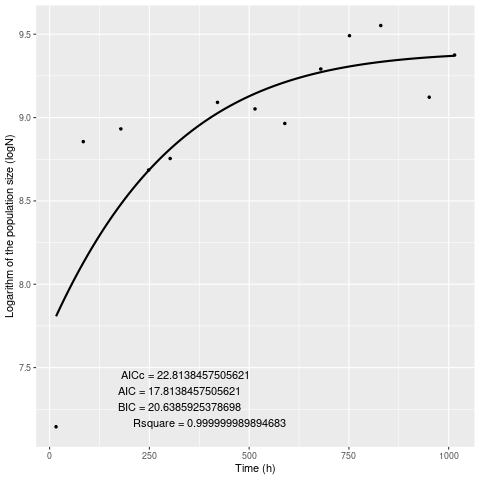 9.5
9.0
8.5
8.0
7.5
Logarithm of the population size (logN)
AICc = 22.8138457505621
AIC = 17.8138457505621
BIC = 20.6385925378698
Rsquare = 0.999999989894683
0 250 500 750 1000
Time (h)